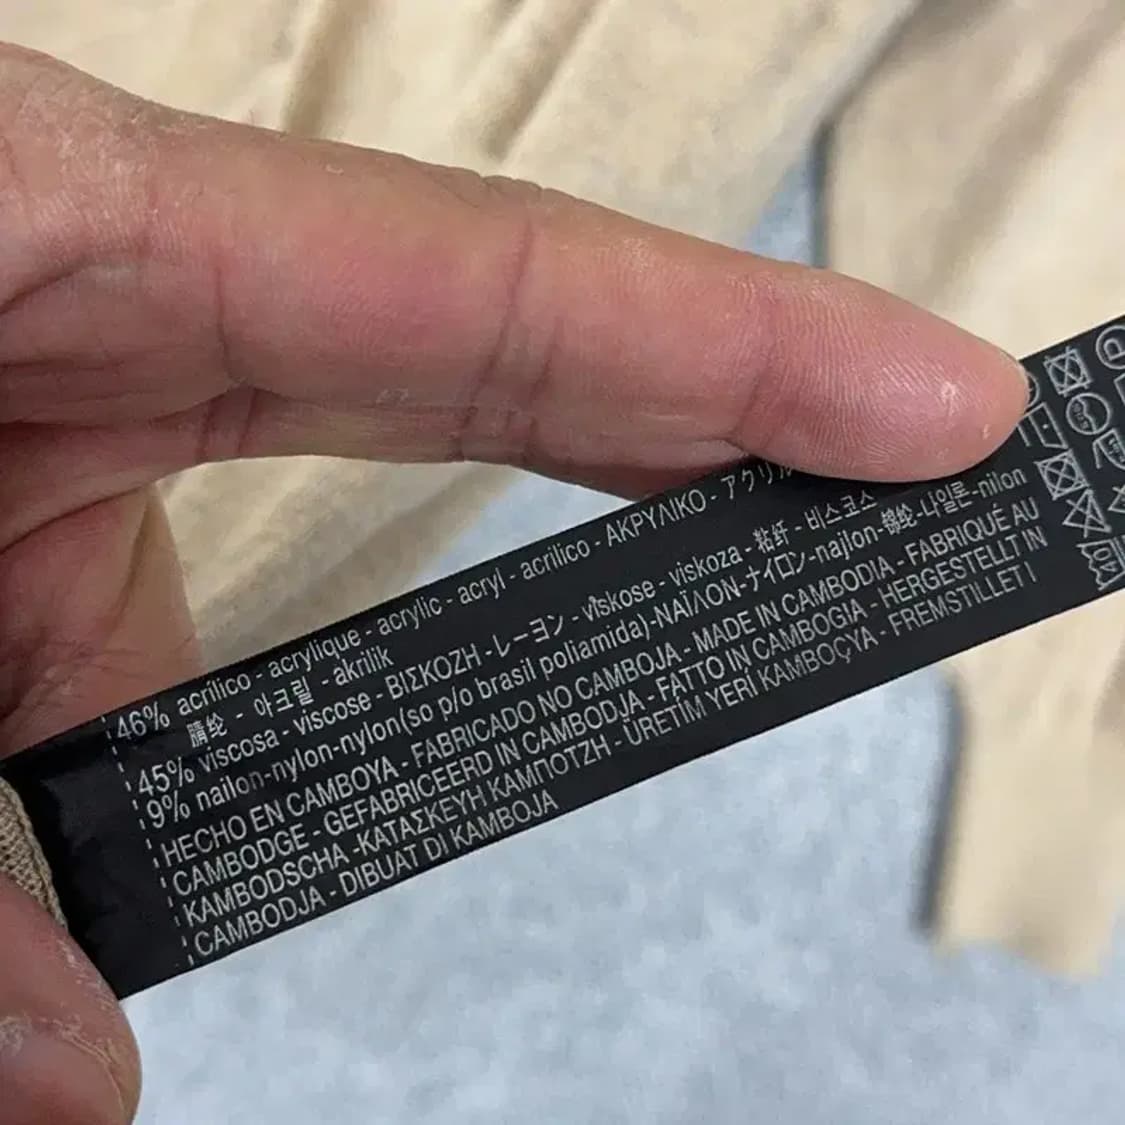 46% acrílico - acrylique - acrylic - acryl - acrilico - ΑΚΡΥΛΙΚΟ - アクリル
腈纶 - 아크릴 - akrilik
45% viscosa - viscose - ΒΙΣΚΟΖΗ - レーヨン - viskose - viskoza - 粘纤 - 비스코스
9% nailon-nylon-nylon(so p/o brasil poliamida)-ΝΑΪΛΟΝ-ナイロン-najlon-锦纶-나일론-nilon
HECHO EN CAMBOYA - FABRICADO NO CAMBOJA - MADE IN CAMBODIA - FABRIQUÉ AU
CAMBODGE - GEFABRICEERD IN CAMBODJA - FATTO IN CAMBOGIA - HERGESTELLT IN
KAMBODSCHA -ΚΑΤΑΣΚΕΥΗ ΚΑΜΠΟΤΖΗ - ÜRETIM YERİ KAMBOÇYA - FREMSTILLET I
CAMBODJA - DIBUAT DI KAMBOJA
P